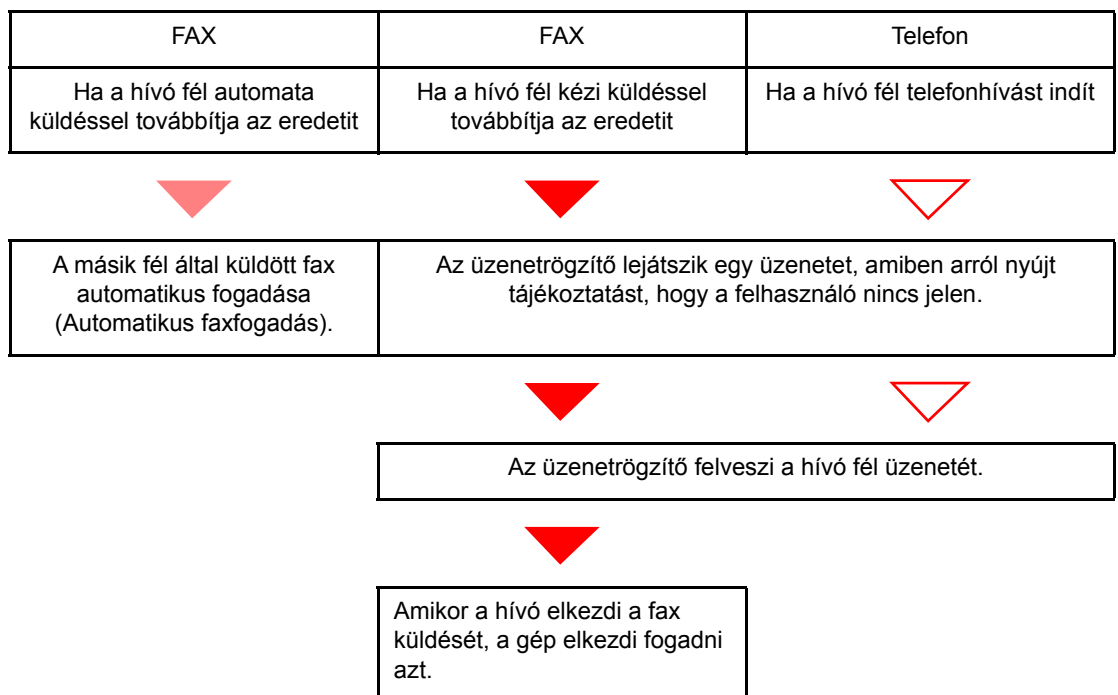 FAX
FAX
Telefon
Ha a hívó fél automata
küldéssel továbbítja az eredetit
Ha a hívó fél kézi küldéssel
továbbítja az eredetit
Ha a hívó fél telefonhívást indít
A másik fél által küldött fax
automatikus fogadása
(Automatikus faxfogadás).
Az üzenetrögzítő lejátszik egy üzenetet, amiben arról nyújt
tájékoztatást, hogy a felhasználó nincs jelen.
Az üzenetrögzítő felveszi a hívó fél üzenetét.
Amikor a hívó elkezdi a fax
küldését, a gép elkezdi fogadni
azt.